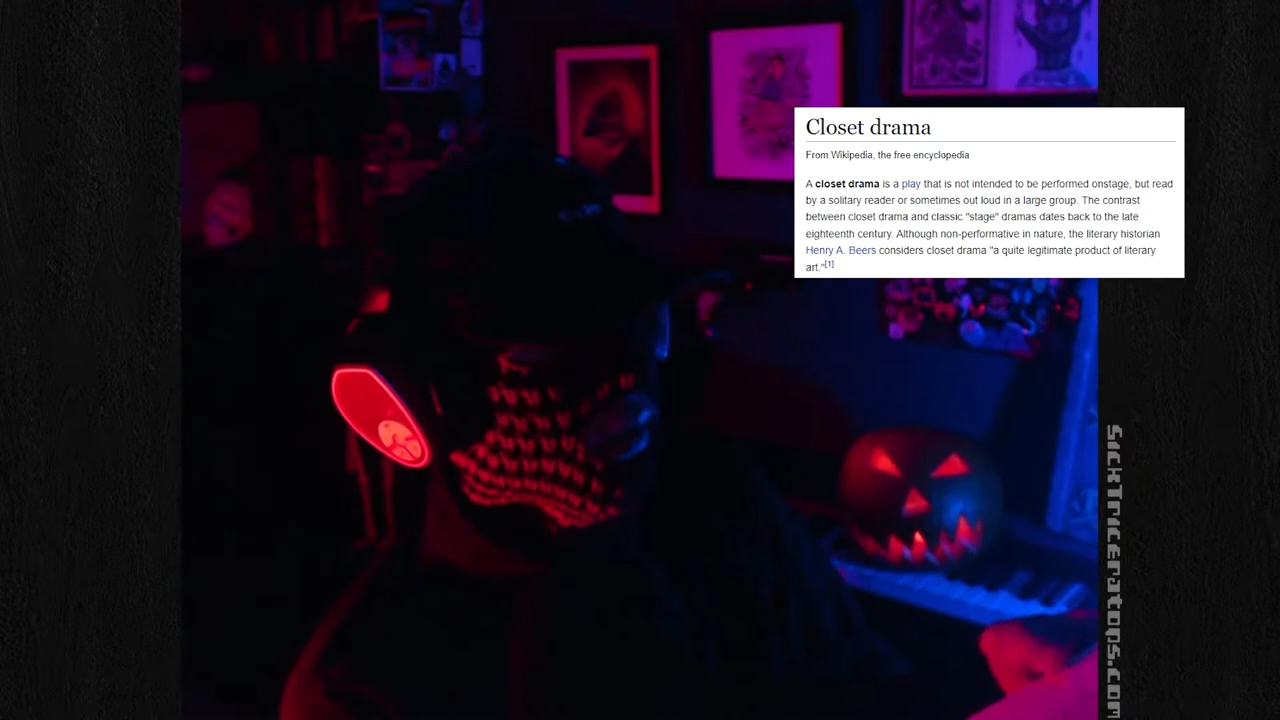 Closet drama
From Wikipedia, the free encyclopedia
A closet drama is a play that is not intended to be performed onstage, but read
by a solitary reader or sometimes out loud in a large group. The contrast
between closet drama and classic "stage" dramas dates back to the late
eighteenth century. Although non-performative in nature, the literary historian
Henry A. Beers considers closet drama "a quite legitimate product of literary
art."[1]
SickTriceratops.com